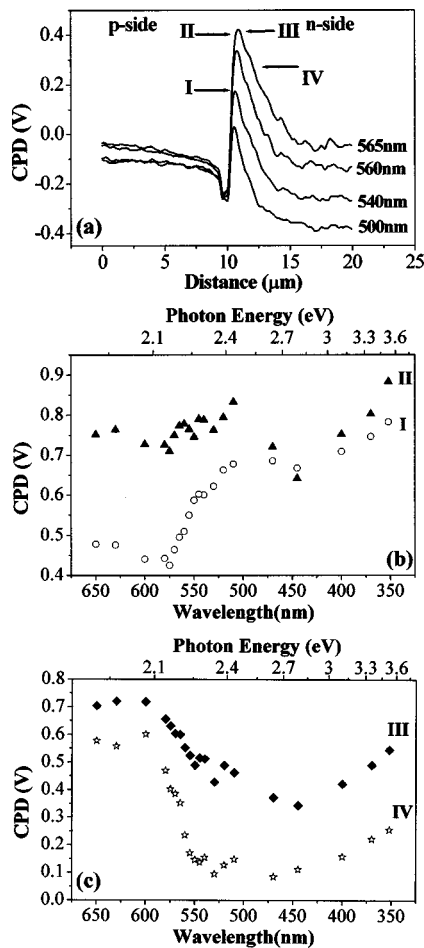 p-side
II
III
n-side
I
IV
0.4
0.2
0.0
-0.2
-0.4
CPD (V)
565nm
560nm
540nm
500nm
(a)
0 5 10 15 20 25
Distance (μm)
Photon Energy (eV)
2.1 2.4 2.7 3 3.3 3.6
0.9
0.8
0.7
0.6
0.5
0.4
CPD (V)
II
I
(b)
650 600 550 500 450 400 350
Wavelength(nm)
Photon Energy (eV)
2.1 2.4 2.7 3 3.3 3.6
0.8
0.7
0.6
0.5
0.4
0.3
0.2
0.1
0.0
CPD (V)
III
IV
(c)
650 600 550 500 450 400 350
Wavelength(nm)